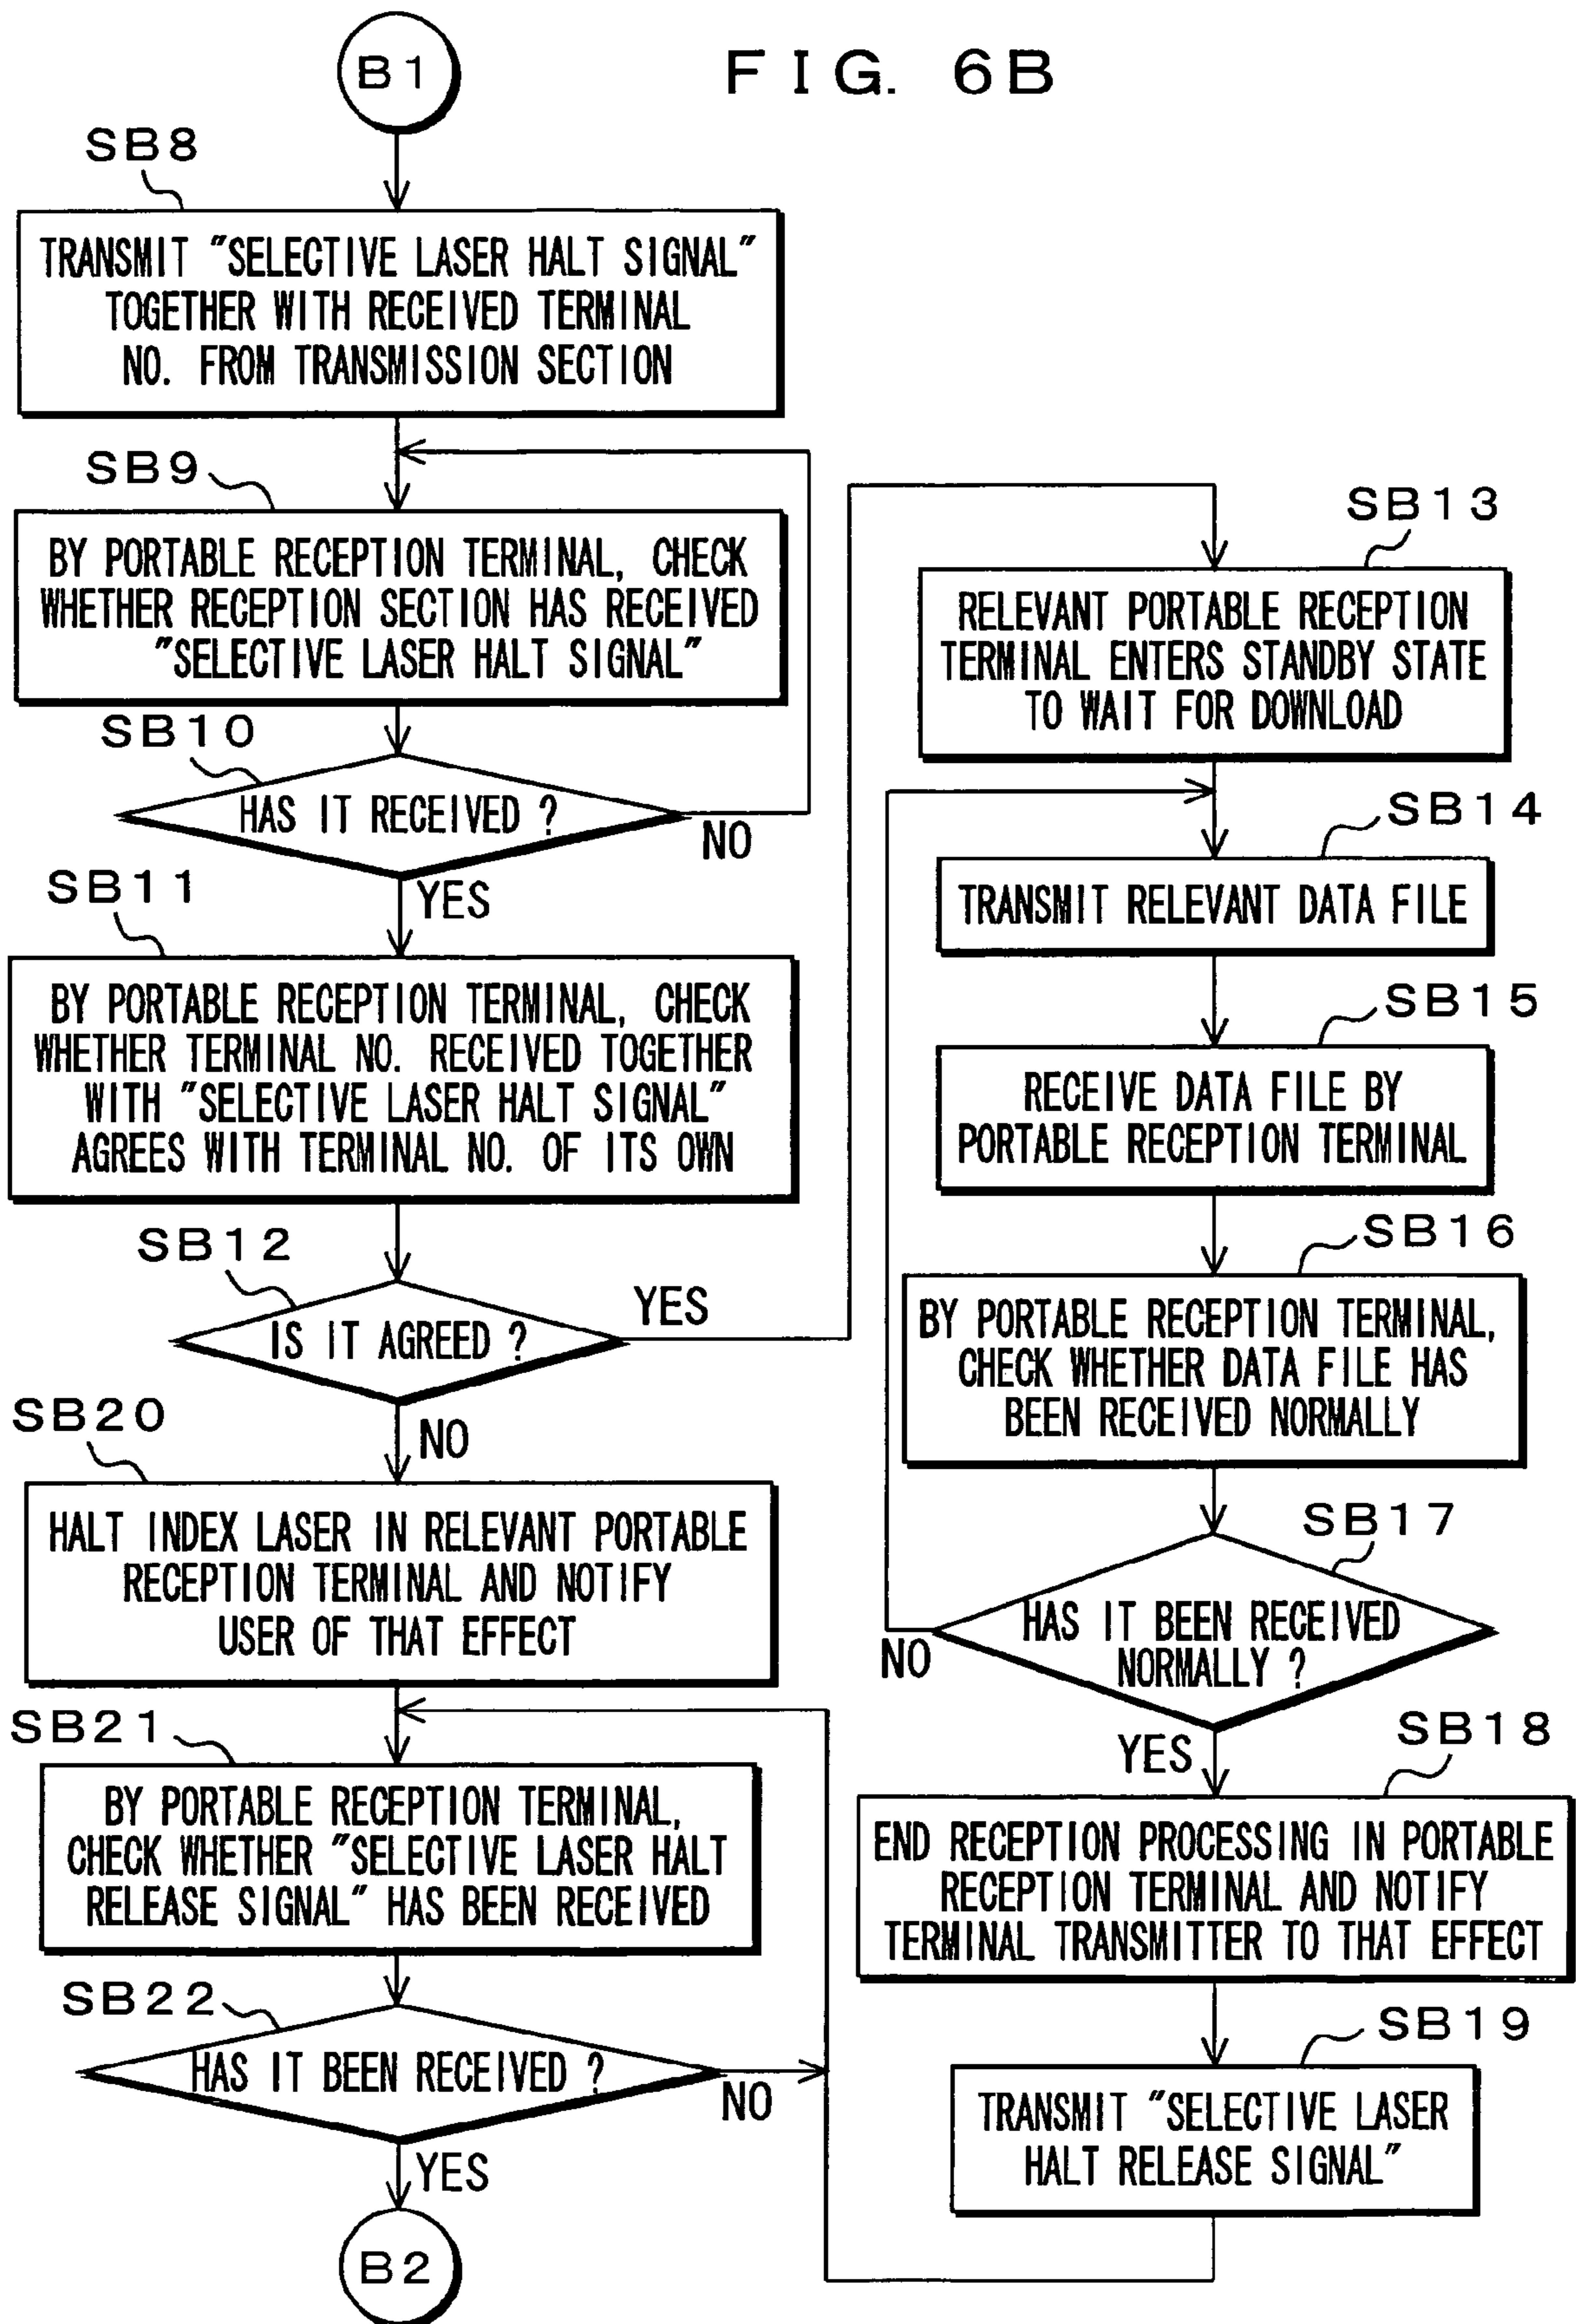 B1
FIG. 6B
SB8
TRANSMIT "SELECTIVE LASER HALT SIGNAL"
TOGETHER WITH RECEIVED TERMINAL
NO. FROM TRANSMISSION SECTION
SB9
BY PORTABLE RECEPTION TERMINAL, CHECK
WHETHER RECEPTION SECTION HAS RECEIVED
"SELECTIVE LASER HALT SIGNAL"
SB10
HAS IT RECEIVED ?
NO
YES
SB11
BY PORTABLE RECEPTION TERMINAL, CHECK
WHETHER TERMINAL NO. RECEIVED TOGETHER
WITH "SELECTIVE LASER HALT SIGNAL"
AGREES WITH TERMINAL NO. OF ITS OWN
SB12
IS IT AGREED ?
YES
NO
SB20
HALT INDEX LASER IN RELEVANT PORTABLE
RECEPTION TERMINAL AND NOTIFY
USER OF THAT EFFECT
SB21
BY PORTABLE RECEPTION TERMINAL,
CHECK WHETHER "SELECTIVE LASER HALT
RELEASE SIGNAL" HAS BEEN RECEIVED
SB22
HAS IT BEEN RECEIVED ?
NO
YES
B2
SB13
RELEVANT PORTABLE RECEPTION
TERMINAL ENTERS STANDBY STATE
TO WAIT FOR DOWNLOAD
SB14
TRANSMIT RELEVANT DATA FILE
SB15
RECEIVE DATA FILE BY
PORTABLE RECEPTION TERMINAL
SB16
BY PORTABLE RECEPTION TERMINAL,
CHECK WHETHER DATA FILE HAS
BEEN RECEIVED NORMALLY
SB17
HAS IT BEEN RECEIVED
NORMALLY ?
NO
YES
SB18
END RECEPTION PROCESSING IN PORTABLE
RECEPTION TERMINAL AND NOTIFY
TERMINAL TRANSMITTER TO THAT EFFECT
SB19
TRANSMIT "SELECTIVE LASER
HALT RELEASE SIGNAL"